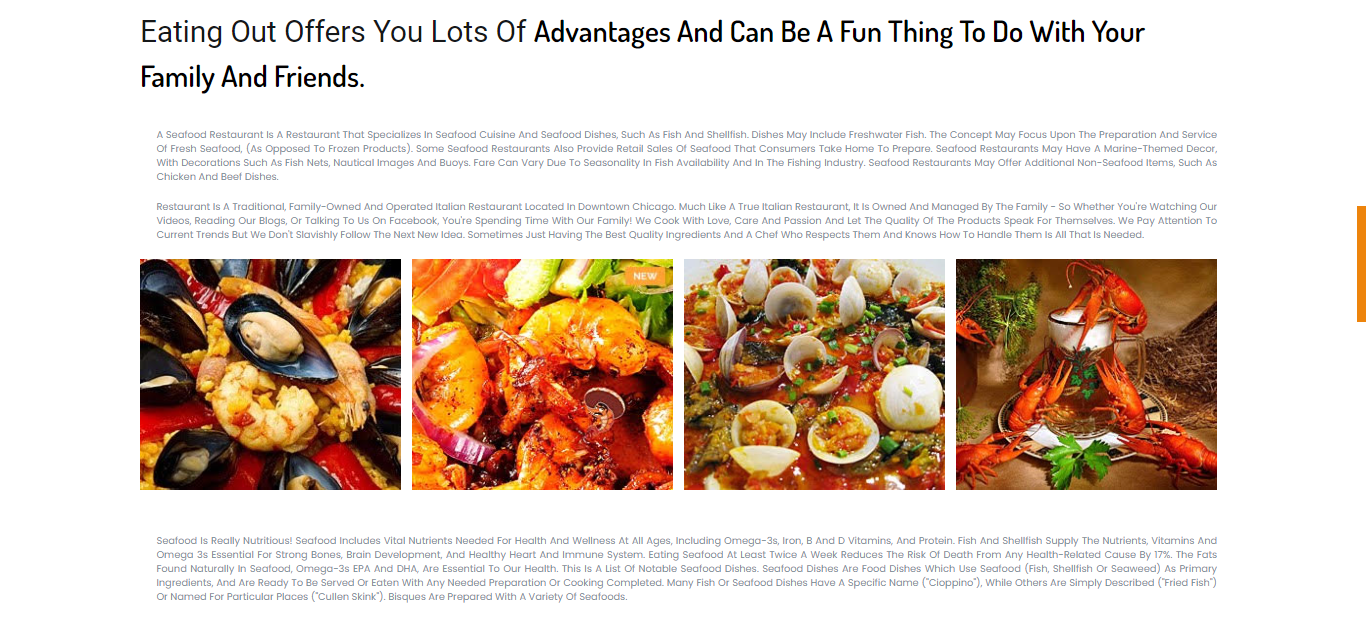 Eating Out Offers You Lots Of Advantages And Can Be A Fun Thing To Do With Your
Family And Friends.
A Seafood Restaurant Is A Restaurant That Specializes In Seafood Cuisine And Seafood Dishes, Such As Fish And Shellfish. Dishes May Include Freshwater Fish. The Concept May Focus Upon The Preparation And Service
Of Fresh Seafood, (As Opposed To Frozen Products). Some Seafood Restaurants Also Provide Retail Sales Of Seafood That Consumers Take Home To Prepare. Seafood Restaurants May Have A Marine-Themed Decor,
With Decorations Such As Fish Nets, Nautical Images And Buoys. Fare Can Vary Due To Seasonality In Fish Availability And In The Fishing Industry. Seafood Restaurants May Offer Additional Non-Seafood Items, Such As
Chicken And Beef Dishes.
Restaurant Is A Traditional, Family-Owned And Operated Italian Restaurant Located In Downtown Chicago. Much Like A True Italian Restaurant, It Is Owned And Managed By The Family - So Whether You're Watching Our
Videos, Reading Our Blogs, Or Talking To Us On Facebook, You're Spending Time With Our Family! We Cook With Love, Care And Passion And Let The Quality Of The Products Speak For Themselves. We Pay Attention To
Current Trends But We Don't Slavishly Follow The Next New Idea. Sometimes Just Having The Best Quality Ingredients And A Chef Who Respects Them And Knows How To Handle Them Is All That Is Needed.
NEW
Seafood Is Really Nutritious! Seafood Includes Vital Nutrients Needed For Health And Wellness At All Ages, Including Omega-3s, Iron, B And D Vitamins, And Protein. Fish And Shellfish Supply The Nutrients, Vitamins And
Omega 3s Essential For Strong Bones, Brain Development, And Healthy Heart And Immune System. Eating Seafood At Least Twice A Week Reduces The Risk Of Death From Any Health-Related Cause By 17%. The Fats
Found Naturally In Seafood, Omega-3s EPA And DHA, Are Essential To Our Health. This Is A List Of Notable Seafood Dishes. Seafood Dishes Are Food Dishes Which Use Seafood (Fish, Shellfish Or Seaweed) As Primary
Ingredients, And Are Ready To Be Served Or Eaten With Any Needed Preparation Or Cooking Completed. Many Fish Or Seafood Dishes Have A Specific Name ("Cioppino"), While Others Are Simply Described ("Fried Fish")
Or Named For Particular Places ("Cullen Skink"). Bisques Are Prepared With A Variety Of Seafoods.